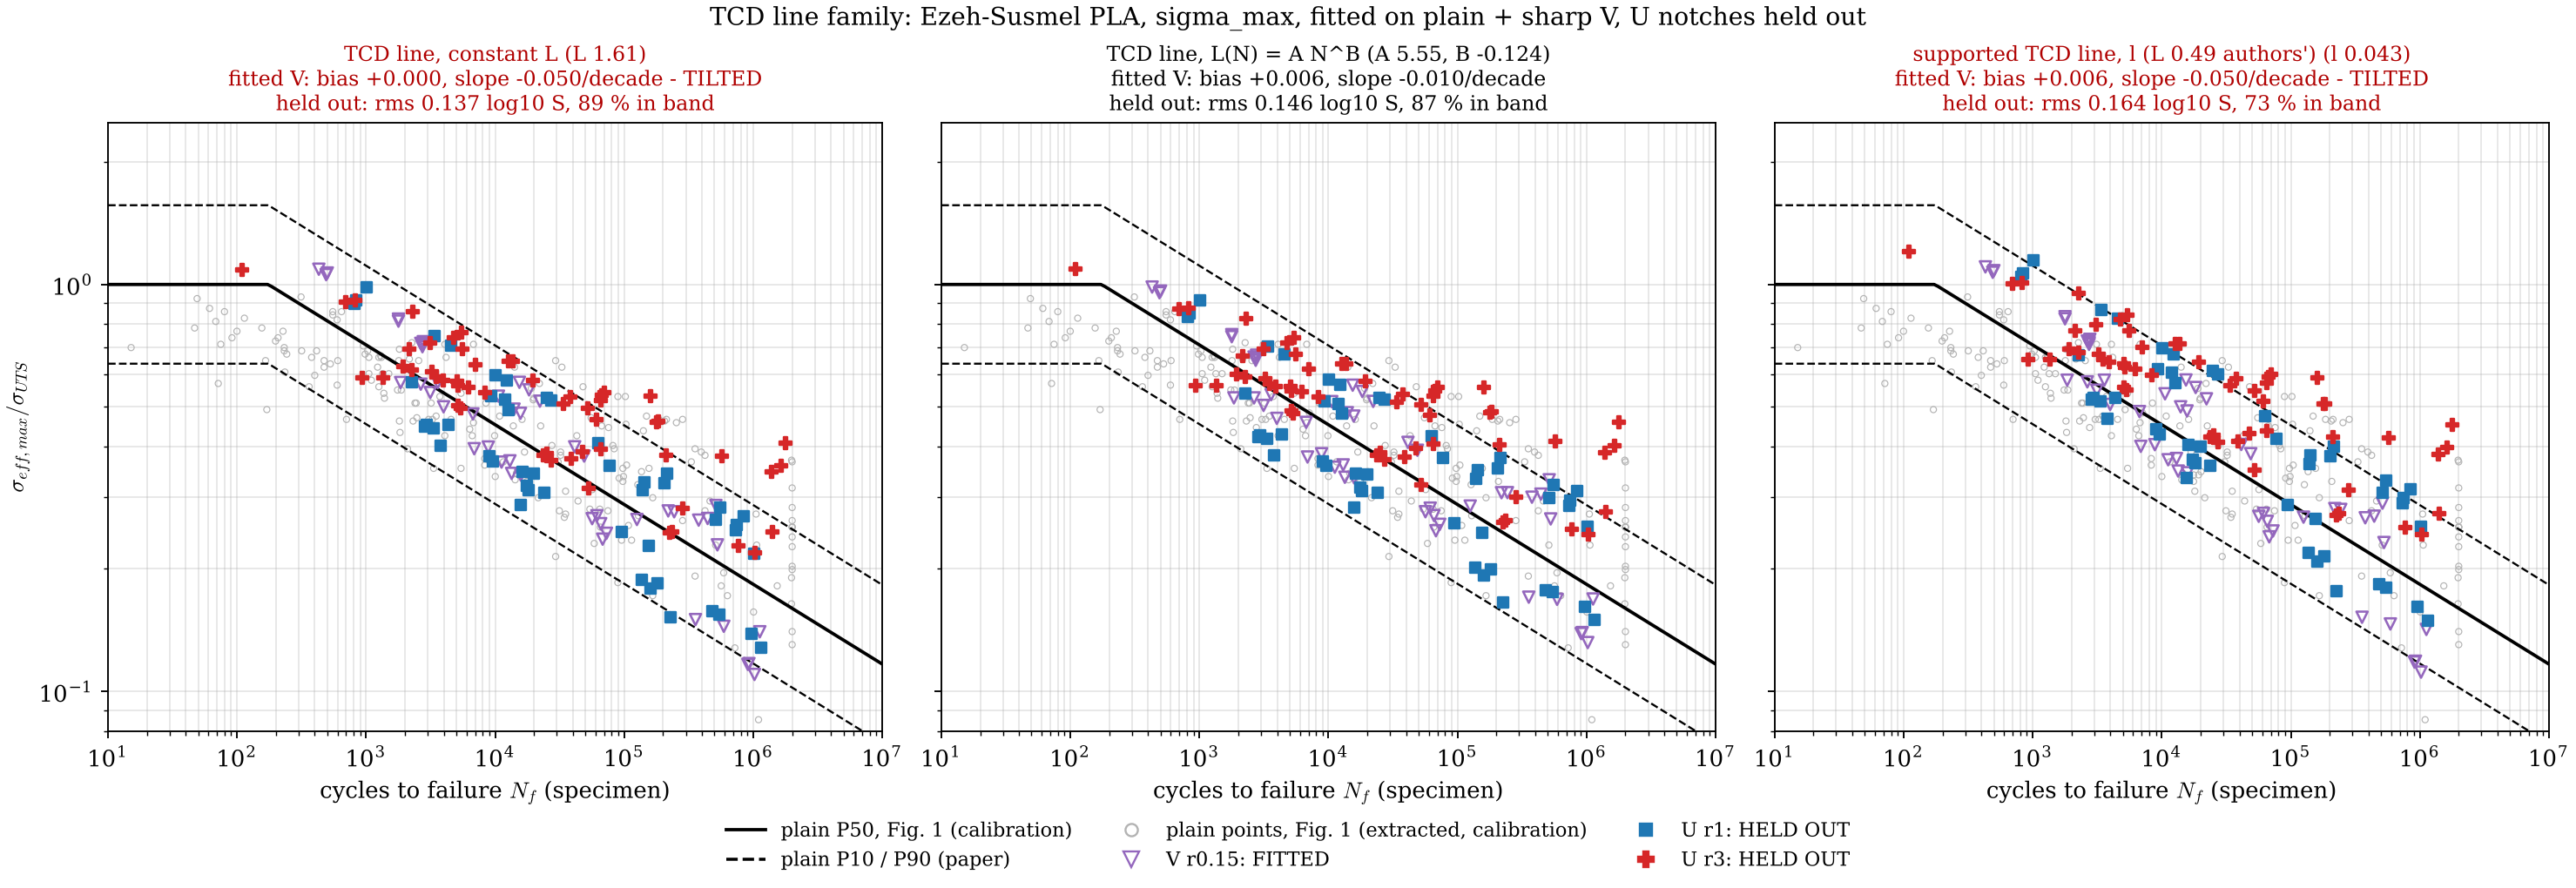 TCD line family: Ezeh-Susmel PLA, sigma_max, fitted on plain + sharp V, U notches held out
TCD line, constant L (L 1.61)
fitted V: bias +0.000, slope -0.050/decade - TILTED
held out: rms 0.137 log10 S, 89 % in band
TCD line, L(N) = A N^B (A 5.55, B -0.124)
fitted V: bias +0.006, slope -0.010/decade
held out: rms 0.146 log10 S, 87 % in band
supported TCD line, l (L 0.49 authors') (l 0.043)
fitted V: bias +0.006, slope -0.050/decade - TILTED
held out: rms 0.164 log10 S, 73 % in band
σ_{eff, max} / σ_{UTS}
10^0
10^{-1}
10^1 10^2 10^3 10^4 10^5 10^6 10^7
10^1 10^2 10^3 10^4 10^5 10^6 10^7
10^1 10^2 10^3 10^4 10^5 10^6 10^7
cycles to failure N_f (specimen)
cycles to failure N_f (specimen)
cycles to failure N_f (specimen)
plain P50, Fig. 1 (calibration)
plain P10 / P90 (paper)
plain points, Fig. 1 (extracted, calibration)
V r0.15: FITTED
U r1: HELD OUT
U r3: HELD OUT